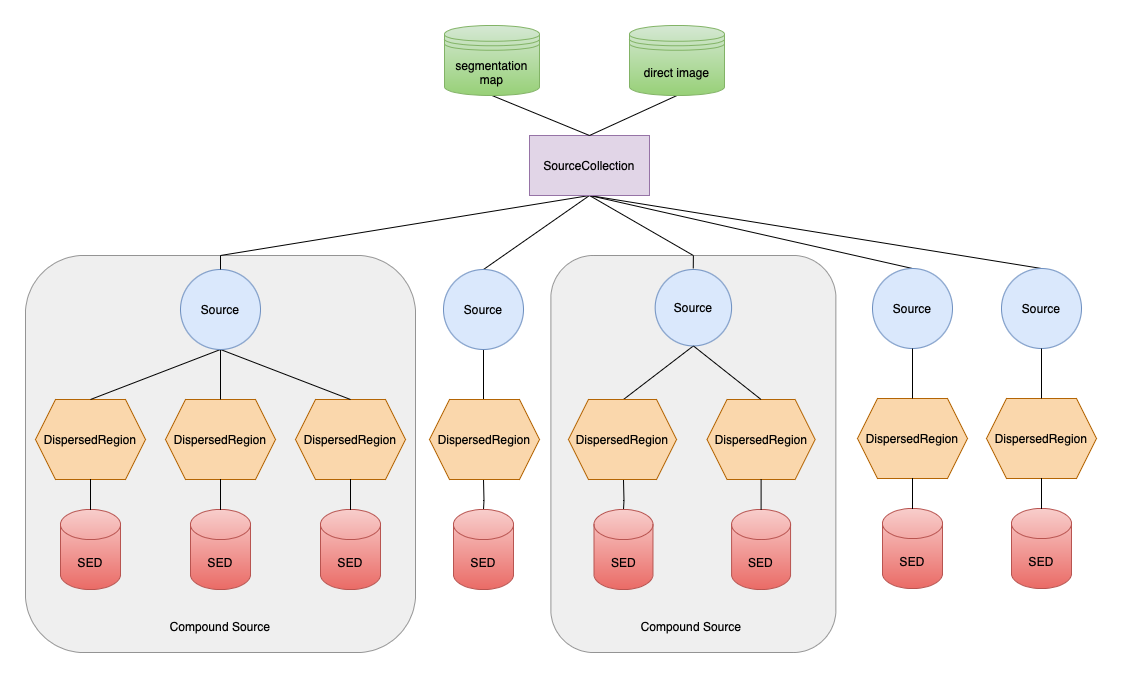 segmentation
map
direct image
SourceCollection
Source
Source
Source
Source
Source
DispersedRegion
DispersedRegion
DispersedRegion
DispersedRegion
DispersedRegion
DispersedRegion
DispersedRegion
DispersedRegion
SED
SED
SED
SED
SED
SED
SED
SED
Compound Source
Compound Source